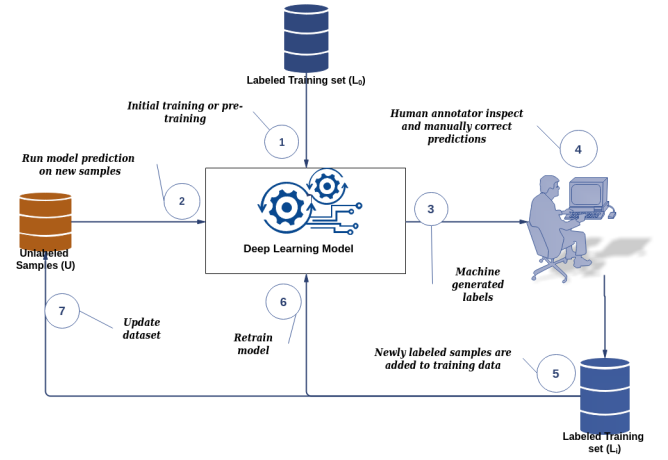 Labeled Training set (L₀)
Initial training or pre-
training
1
Human annotator inspect
and manually correct
predictions
4
Run model prediction
on new samples
2
3
Deep Learning Model
Unlabeled
Samples (U)
Machine
generated
labels
6
7
Update
dataset
Retrain
model
Newly labeled samples are
added to training data
5
Labeled Training
set (Lᵢ)